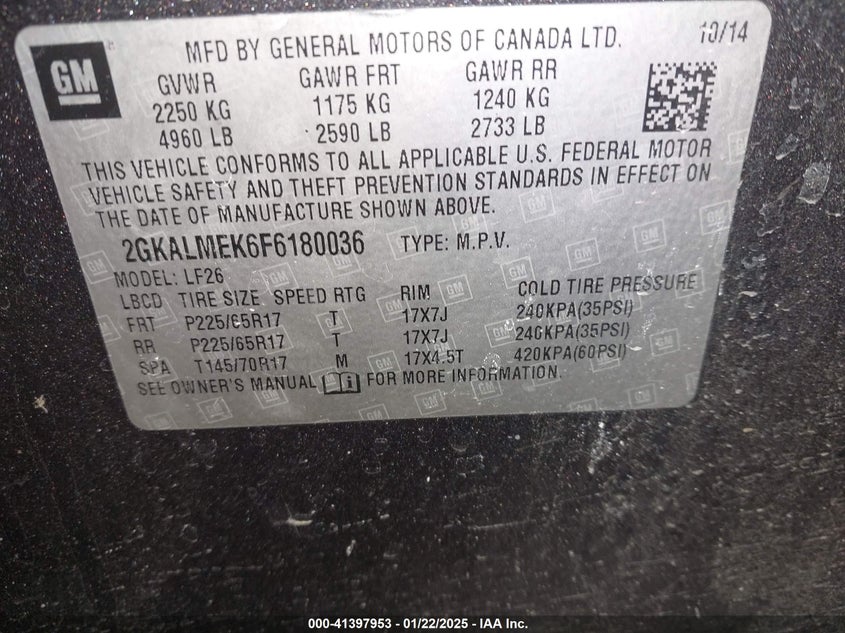 GM
MFD BY GENERAL MOTORS OF CANADA LTD. 10/14
GVWR GAWR FRT GAWR RR
2250 KG 1175 KG 1240 KG
4960 LB 2590 LB 2733 LB
THIS VEHICLE CONFORMS TO ALL APPLICABLE U.S. FEDERAL MOTOR
VEHICLE SAFETY AND THEFT PREVENTION STANDARDS IN EFFECT ON
THE DATE OF MANUFACTURE SHOWN ABOVE.
2GKALMEK6F6180036 TYPE: M.P.V.
MODEL: LF26
LBCD TIRE SIZE SPEED RTG RIM COLD TIRE PRESSURE
FRT P225/65R17 T 17X7J 240KPA(35PSI)
RR P225/65R17 T 17X7J 240KPA(35PSI)
SPA T145/70R17 M 17X4.5T 420KPA(60PSI)
SEE OWNER'S MANUAL FOR MORE INFORMATION.
000-41397953 - 01/22/2025 - IAA Inc.